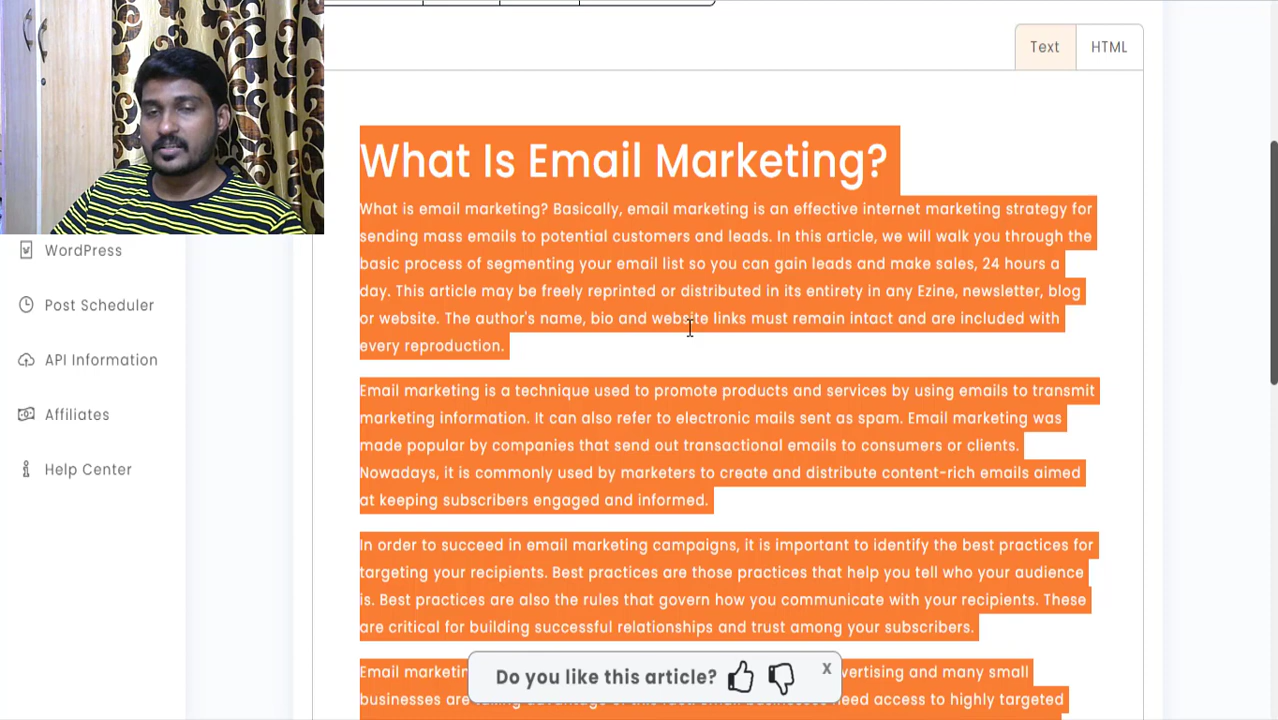 Text
HTML
WordPress
Post Scheduler
API Information
Affiliates
Help Center
What Is Email Marketing?
What is email marketing? Basically, email marketing is an effective internet marketing strategy for
sending mass emails to potential customers and leads. In this article, we will walk you through the
basic process of segmenting your email list so you can gain leads and make sales, 24 hours a
day. This article may be freely reprinted or distributed in its entirety in any Ezine, newsletter, blog
or website. The author's name, bio and website links must remain intact and are included with
every reproduction.
Email marketing is a technique used to promote products and services by using emails to transmit
marketing information. It can also refer to electronic mails sent as spam. Email marketing was
made popular by companies that send out transactional emails to consumers or clients.
Nowadays, it is commonly used by marketers to create and distribute content-rich emails aimed
at keeping subscribers engaged and informed.
In order to succeed in email marketing campaigns, it is important to identify the best practices for
targeting your recipients. Best practices are those practices that help you tell who your audience
is. Best practices are also the rules that govern how you communicate with your recipients. These
are critical for building successful relationships and trust among your subscribers.
Email marketin vertising and many small
businesses are need access to highly targeted
Do you like this article?
X